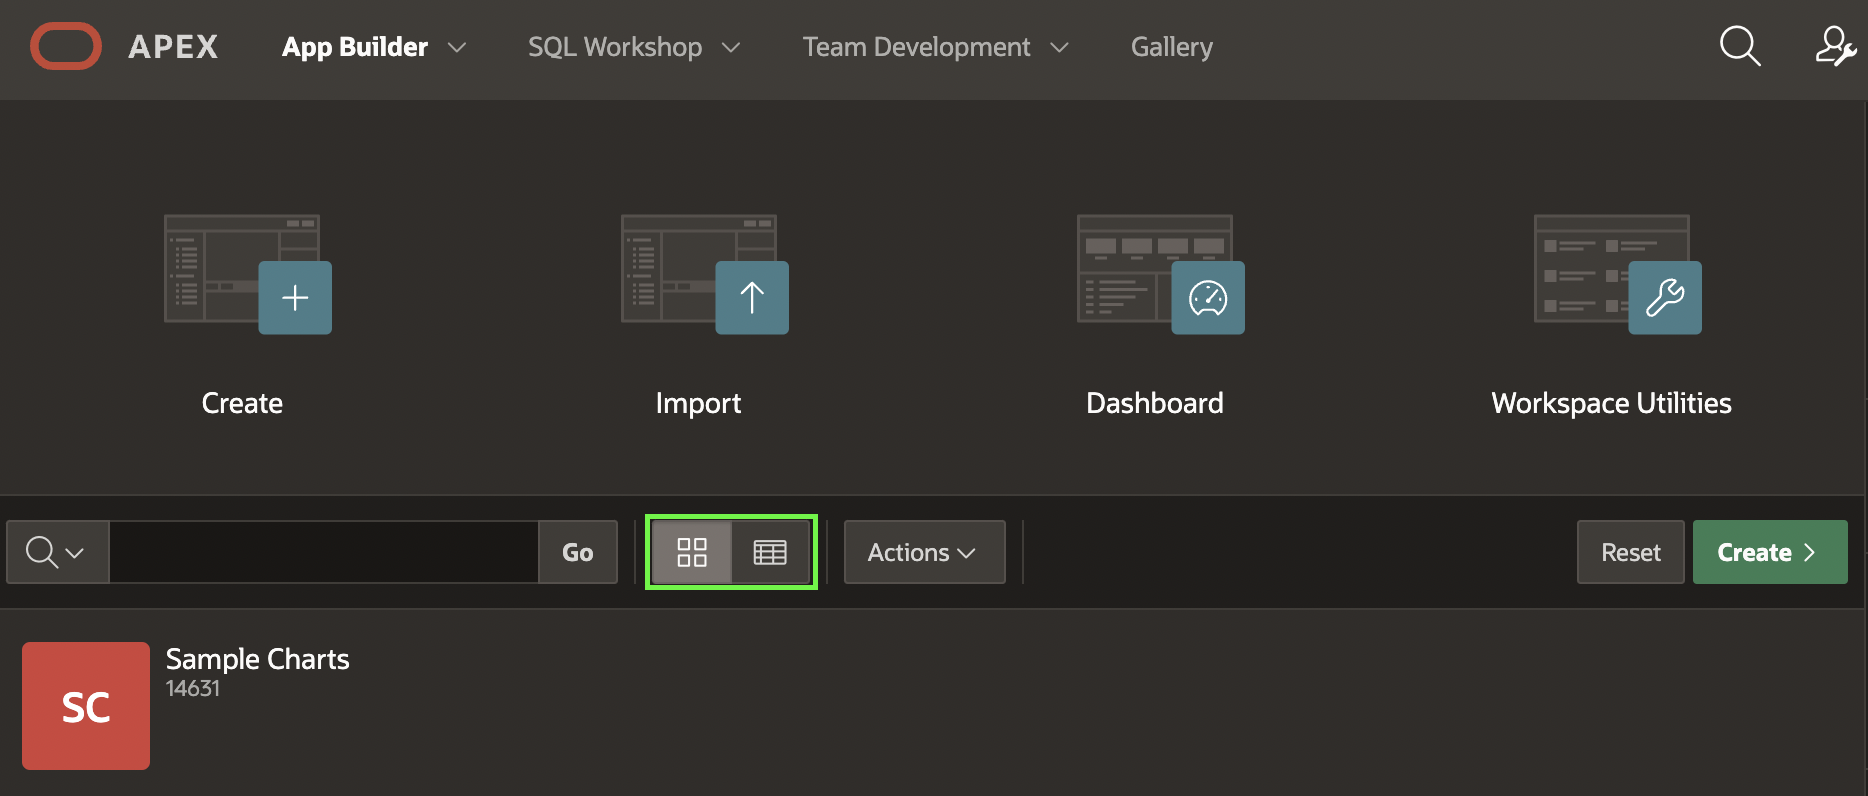 APEX App Builder SQL Workshop Team Development Gallery
Create Import Dashboard Workspace Utilities
Go Actions Reset Create
SC Sample Charts
14631